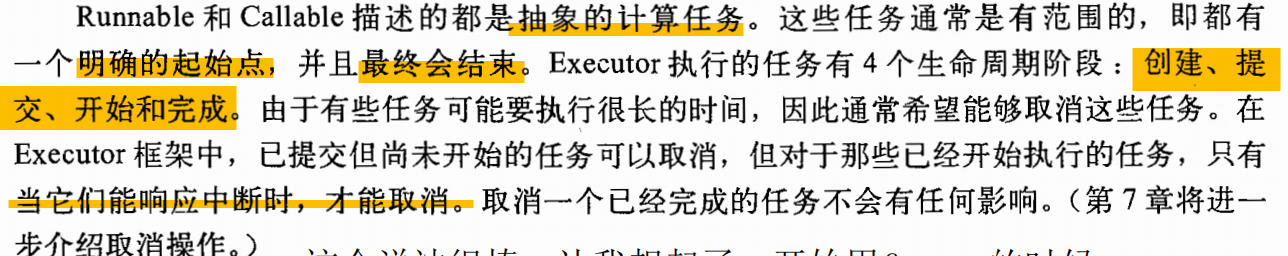 Runnable 和 Callable 描述的都是抽象的计算任务。这些任务通常是有范围的，即都有
一个明确的起始点，并且最终会结束。Executor 执行的任务有 4 个生命周期阶段：创建、提
交、开始和完成。由于有些任务可能要执行很长的时间，因此通常希望能够取消这些任务。在
Executor 框架中，已提交但尚未开始的任务可以取消，但对于那些已经开始执行的任务，只有
当它们能响应中断时，才能取消。取消一个已经完成的任务不会有任何影响。（第 7 章将进一
步介绍取消操作。）